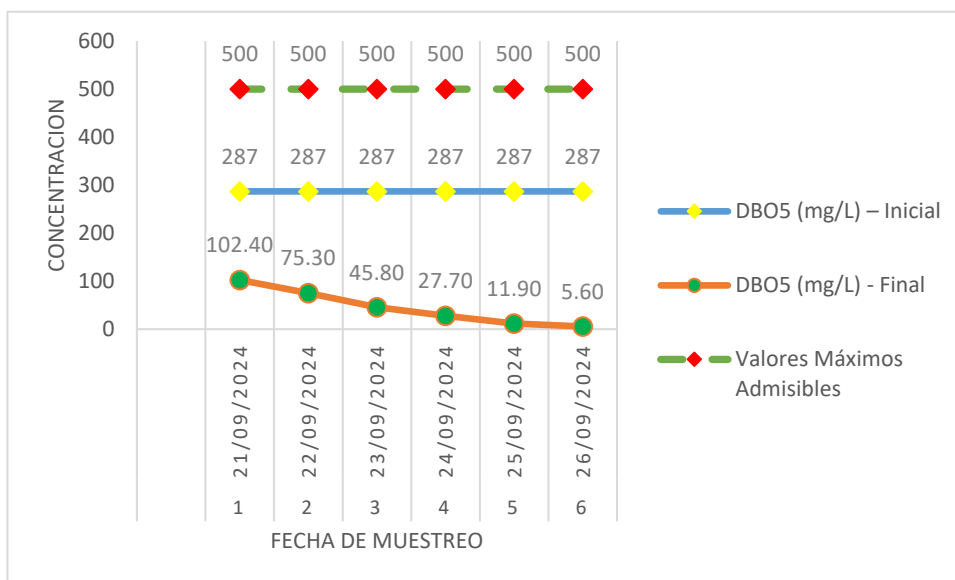 600
500
400
300
200
100
0
CONCENTRACION
500 500 500 500 500 500
287 287 287 287 287 287
102.40 75.30 45.80 27.70 11.90 5.60
21/09/2024 22/09/2024 23/09/2024 24/09/2024 25/09/2024 26/09/2024
1 2 3 4 5 6
FECHA DE MUESTREO
DBO5 (mg/L) – Inicial
DBO5 (mg/L) - Final
Valores Máximos
Admisibles